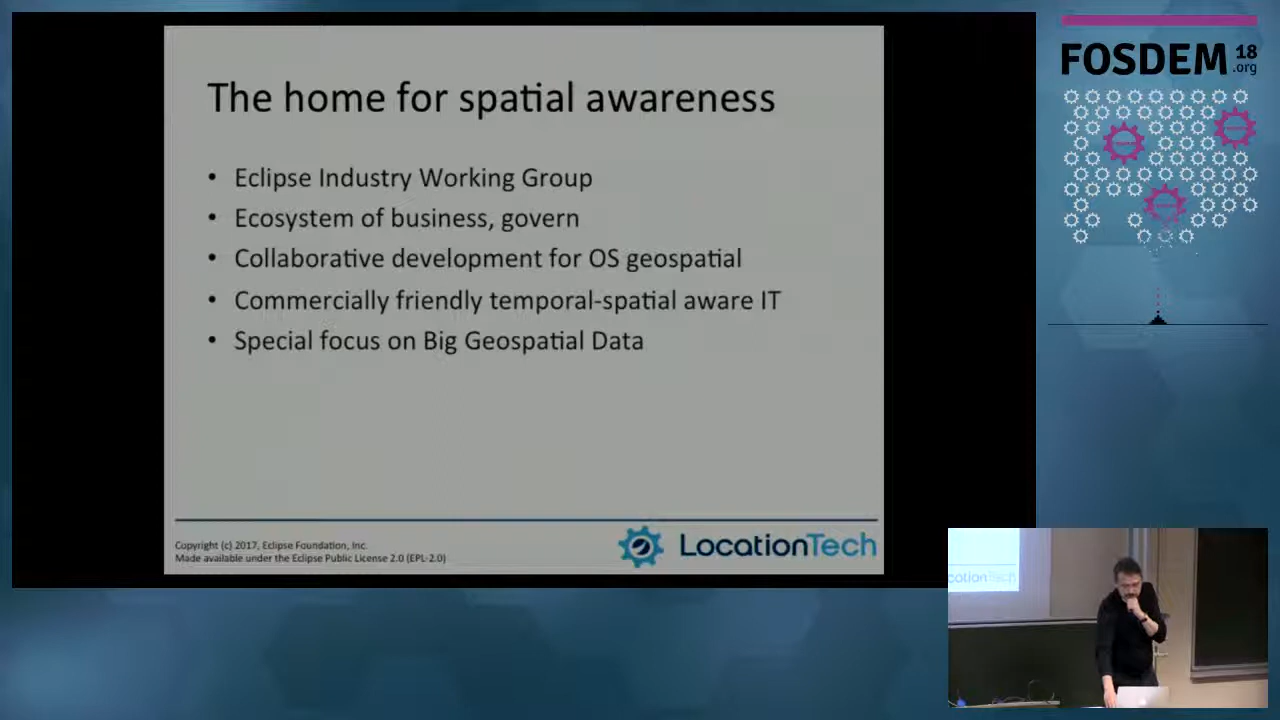 The home for spatial awareness
• Eclipse Industry Working Group
• Ecosystem of business, govern
• Collaborative development for OS geospatial
• Commercially friendly temporal-spatial aware IT
• Special focus on Big Geospatial Data
Copyright (c) 2017, Eclipse Foundation, Inc.
Made available under the Eclipse Public License 2.0 (EPL-2.0)
LocationTech
FOSDEM 18
.org
cationTech